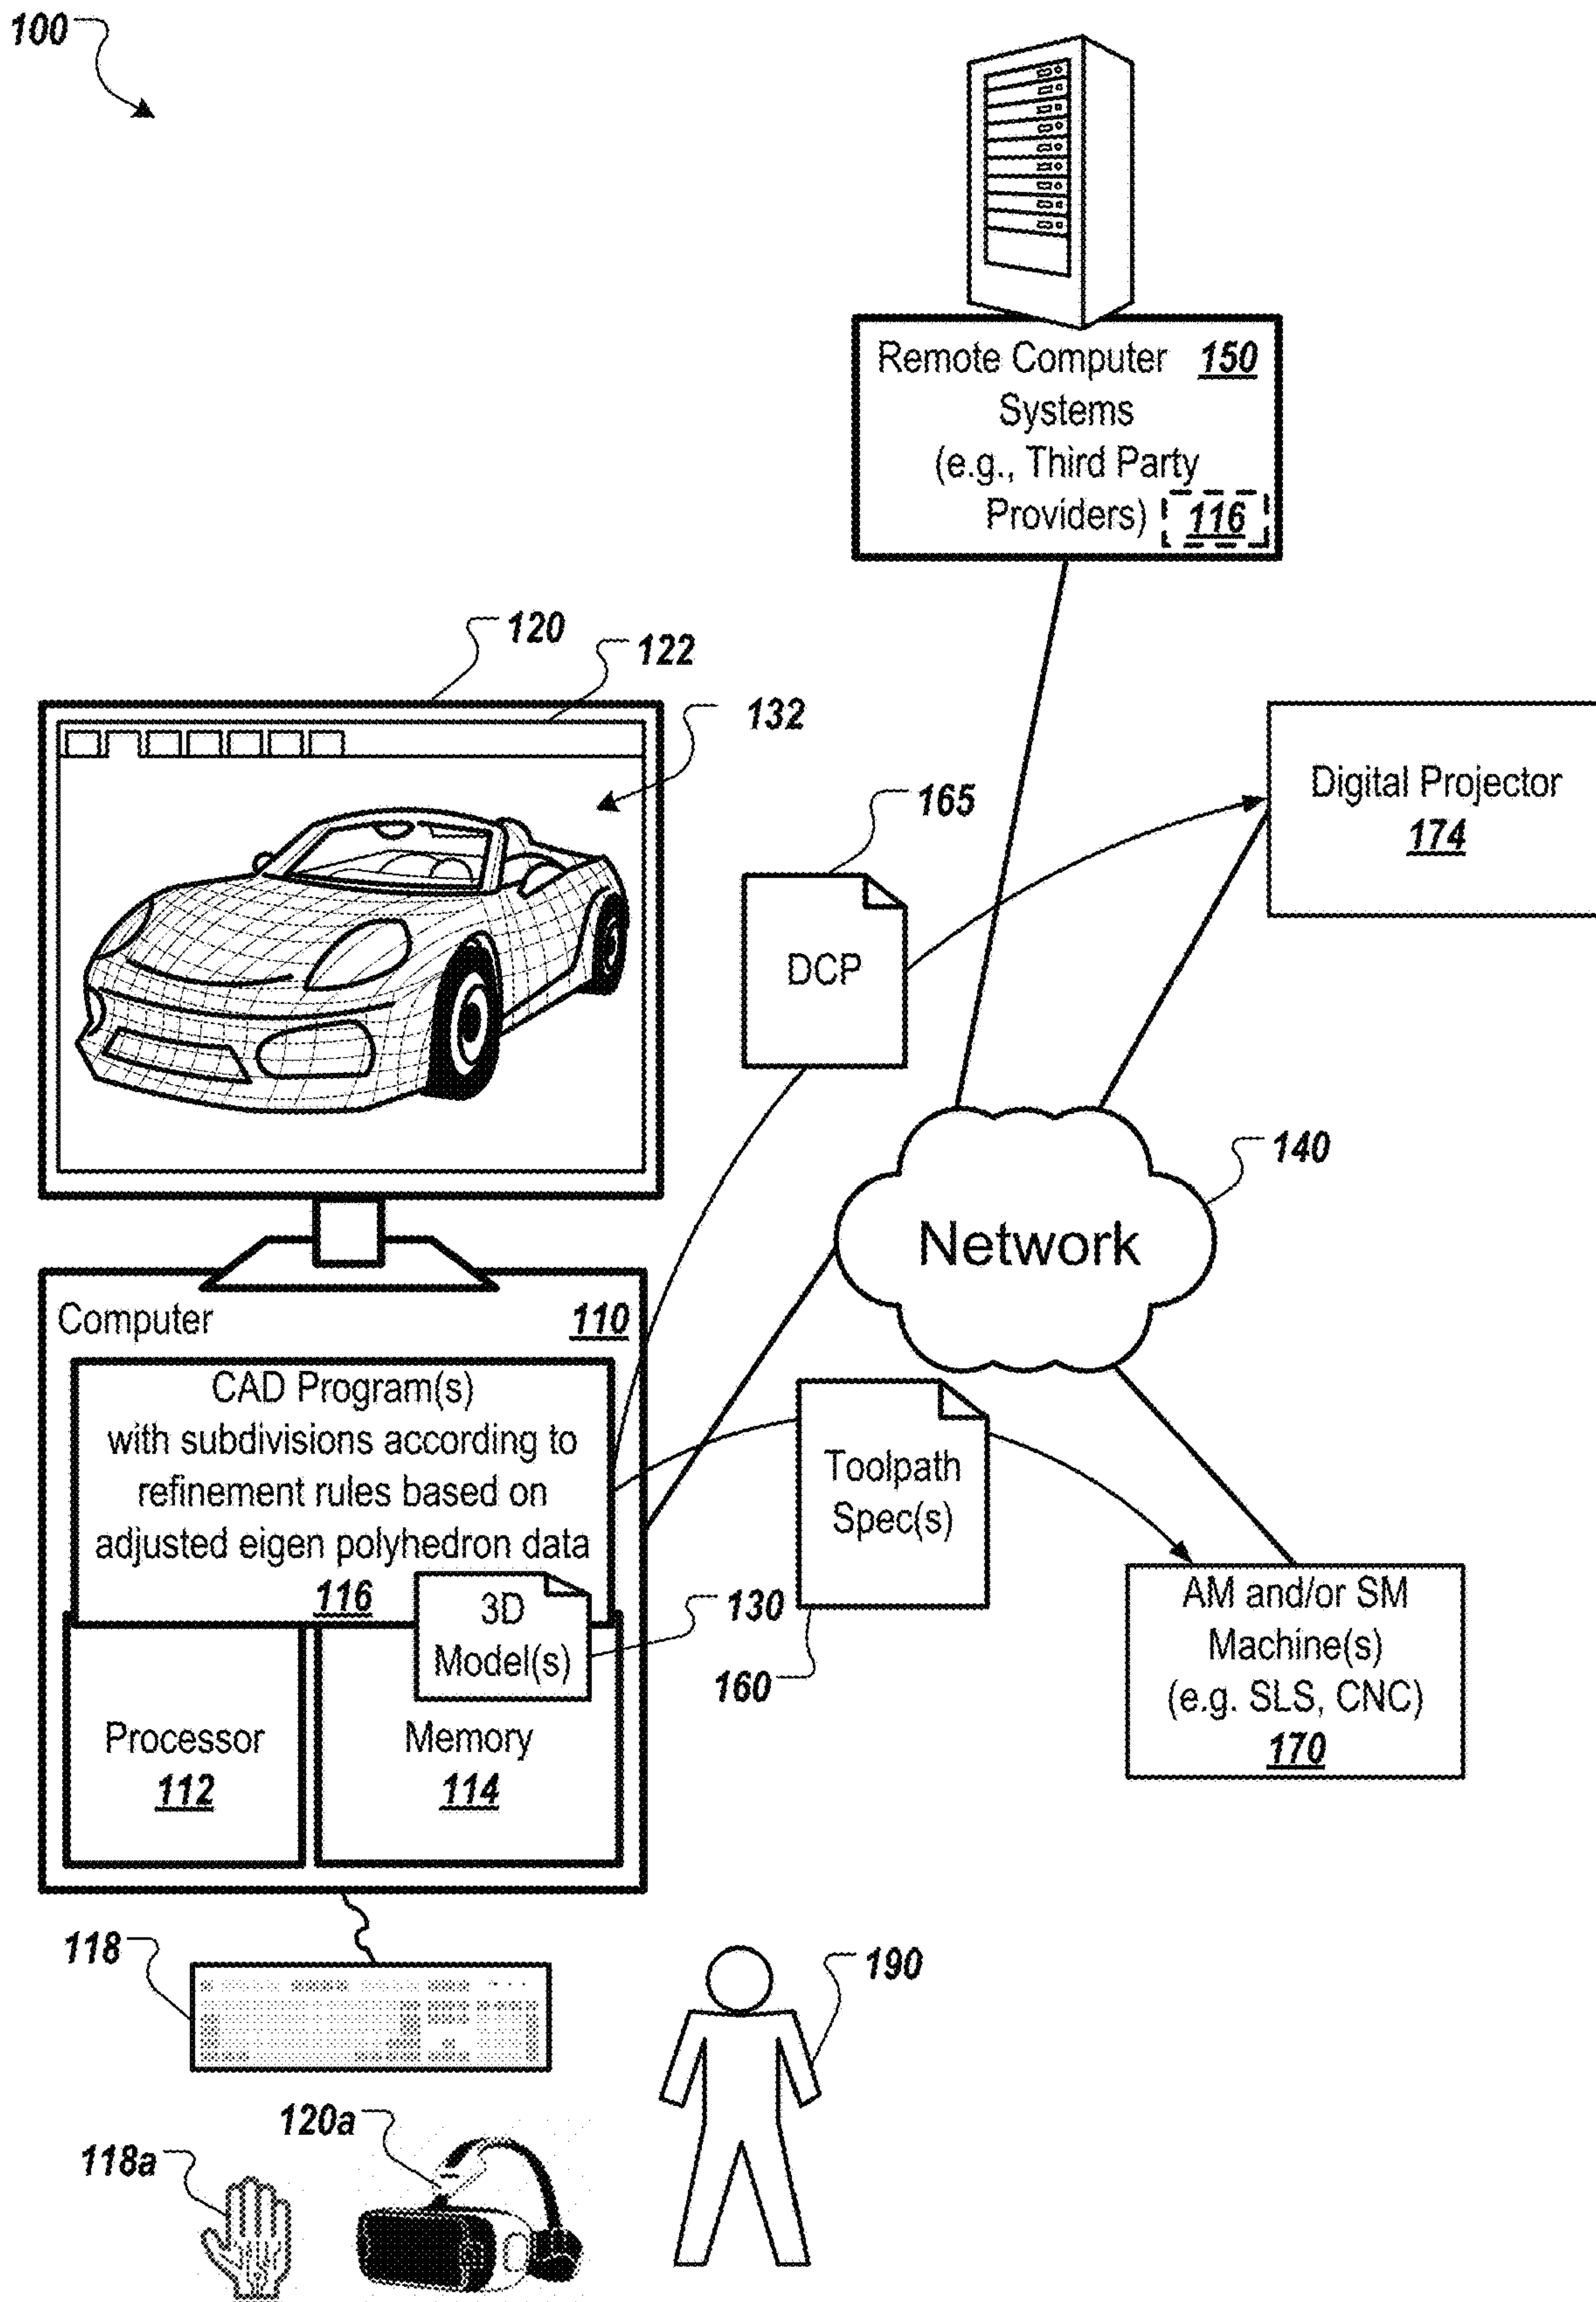 100
Remote Computer 150
Systems
(e.g., Third Party
Providers) 116
120
122
132
Digital Projector
174
165
DCP
140
Network
Computer 110
CAD Program(s)
with subdivisions according to
refinement rules based on
adjusted eigen polyhedron data
116
3D
Model(s)
130
Toolpath
Spec(s)
160
AM and/or SM
Machine(s)
(e.g. SLS, CNC)
170
Processor
112
Memory
114
118
190
120a
118a